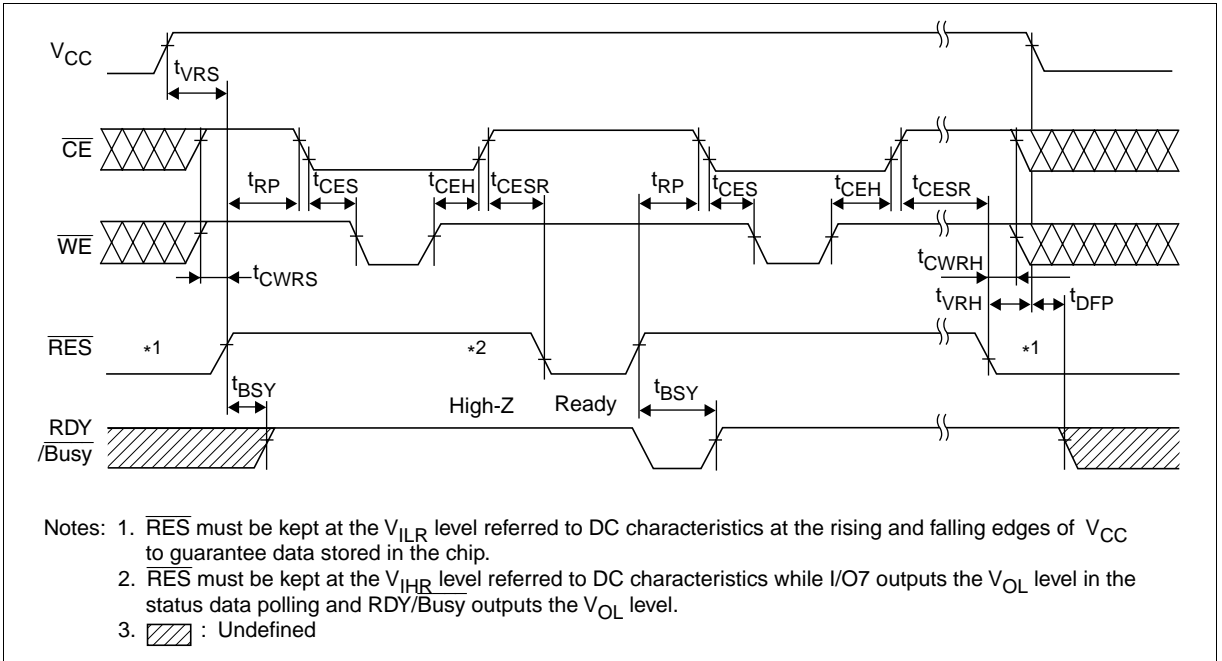 VCC
tVRS
CE
tRP tCES tCEH tCESR tRP tCES tCEH tCESR
WE
tCWRS tCWRH
tVRH tDFP
RES *1 *2 *1
tBSY tBSY
High-Z Ready
RDY
/Busy
Notes: 1. RES must be kept at the VILR level referred to DC characteristics at the rising and falling edges of VCC
to guarantee data stored in the chip.
2. RES must be kept at the VIHR level referred to DC characteristics while I/O7 outputs the VOL level in the
status data polling and RDY/Busy outputs the VOL level.
3. : Undefined